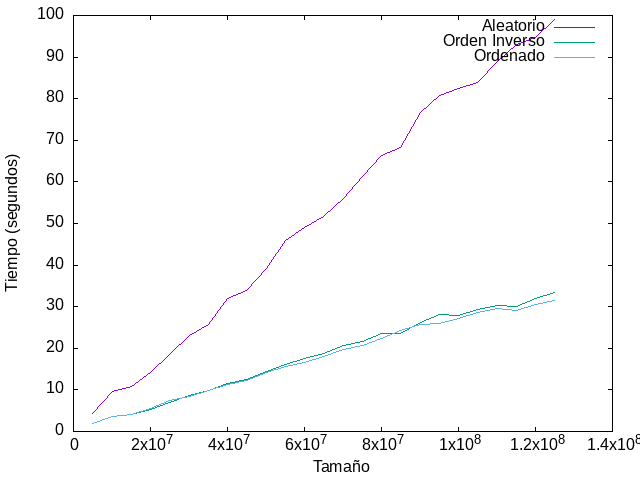 100
90
80
70
60
50
40
30
20
10
0
Tiempo (segundos)
Aleatorio
Orden Inverso
Ordenado
0 2x10⁷ 4x10⁷ 6x10⁷ 8x10⁷ 1x10⁸ 1.2x10⁸ 1.4x10⁸
Tamaño